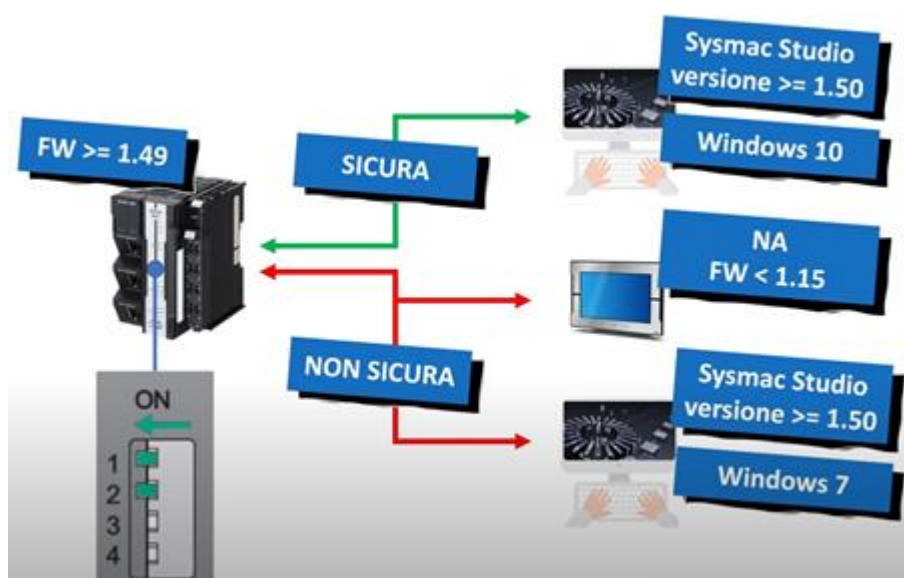 FW >= 1.49
SICURA
Sysmac Studio
versione >= 1.50
Windows 10
NA
FW < 1.15
NON SICURA
Sysmac Studio
versione >= 1.50
Windows 7
ON
1
2
3
4